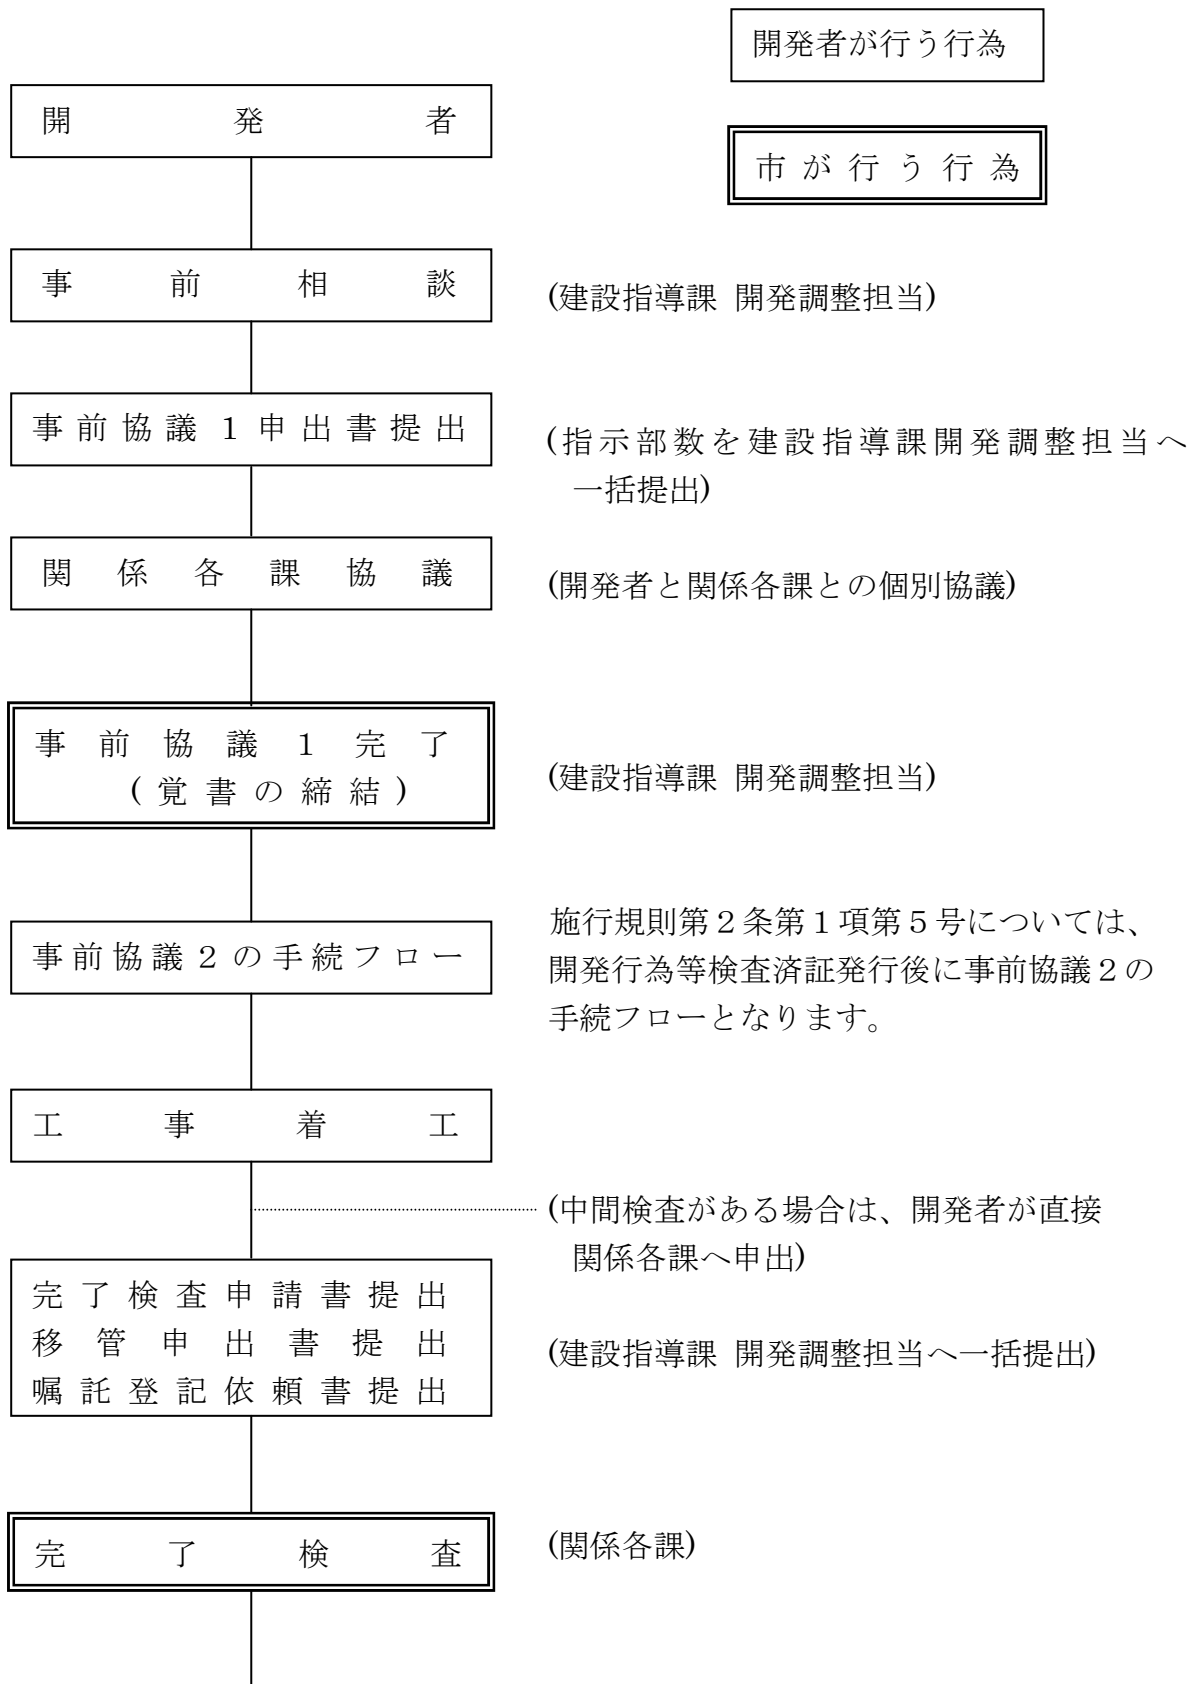 開発者が行う行為
開発者
市が行う行為
事前相談
(建設指導課 開発調整担当)
事前協議１申出書提出
(指示部数を建設指導課開発調整担当へ
一括提出)
関係各課協議
(開発者と関係各課との個別協議)
事前協議１完了
(覚書の締結)
(建設指導課 開発調整担当)
事前協議２の手続フロー
施行規則第２条第１項第５号については、
開発行為等検査済証発行後に事前協議２の
手続フローとなります。
工事着工
(中間検査がある場合は、開発者が直接
関係各課へ申出)
完了検査申請書提出
移管申出書提出
嘱託登記依頼書提出
(建設指導課 開発調整担当へ一括提出)
完了検査
(関係各課)